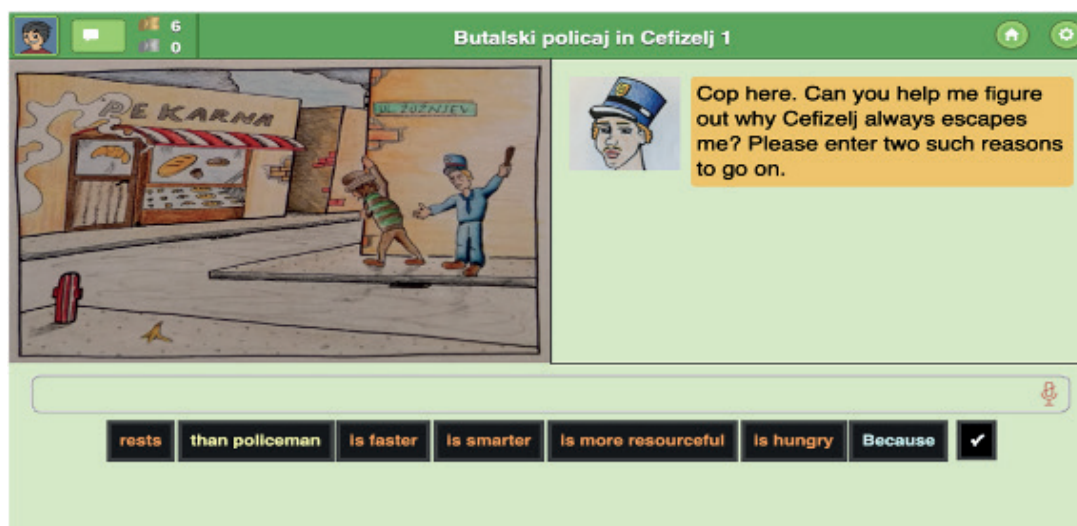 6
0
Butalski policaj in Cefizelj 1
PEKARNA
UL. ZUŽNJEV
Cop here. Can you help me figure
out why Cefizelj always escapes
me? Please enter two such reasons
to go on.
rests
than policeman
is faster
is smarter
is more resourceful
is hungry
Because